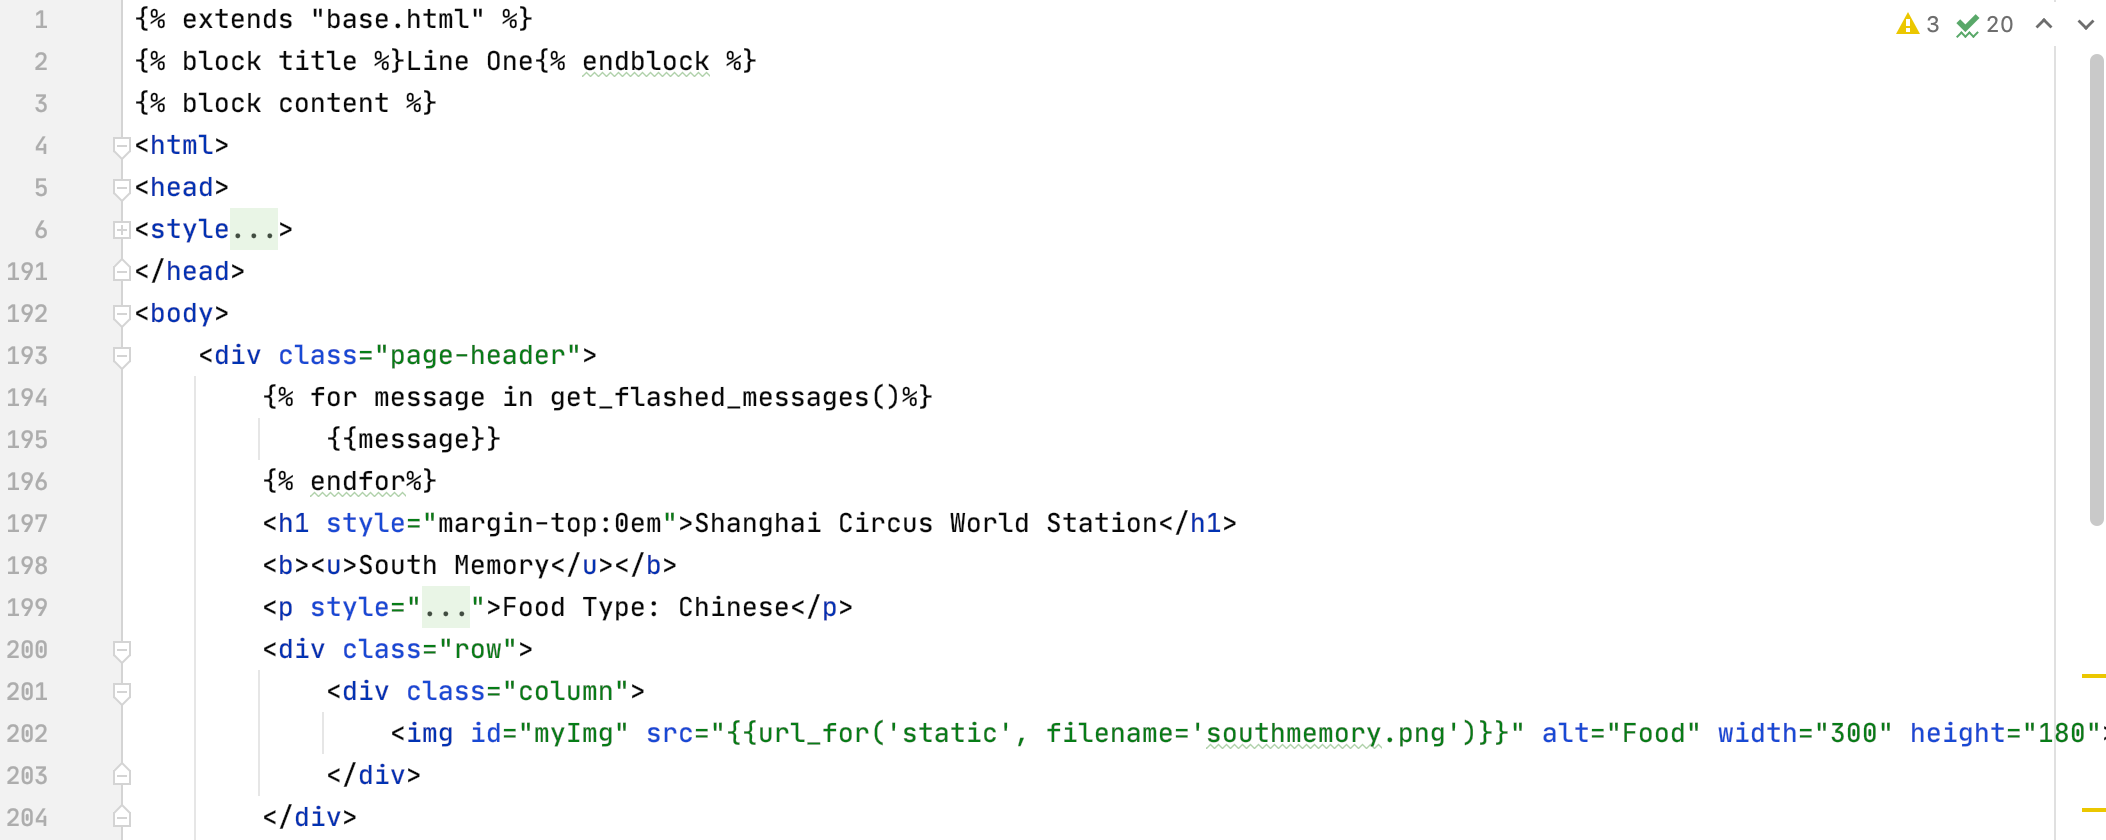 1 {% extends "base.html" %} 3 20
2 {% block title %}Line One{% endblock %}
3 {% block content %}
4 <html>
5 <head>
6 <style...>
191 </head>
192 <body>
193     <div class="page-header">
194         {% for message in get_flashed_messages()%}
195             {{message}}
196         {% endfor%}
197         <h1 style="margin-top:0em">Shanghai Circus World Station</h1>
198         <b><u>South Memory</u></b>
199         <p style="...">Food Type: Chinese</p>
200         <div class="row">
201             <div class="column">
202                 <img id="myImg" src="{{url_for('static', filename='southmemory.png')}}" alt="Food" width="300" height="180">
203             </div>
204         </div>